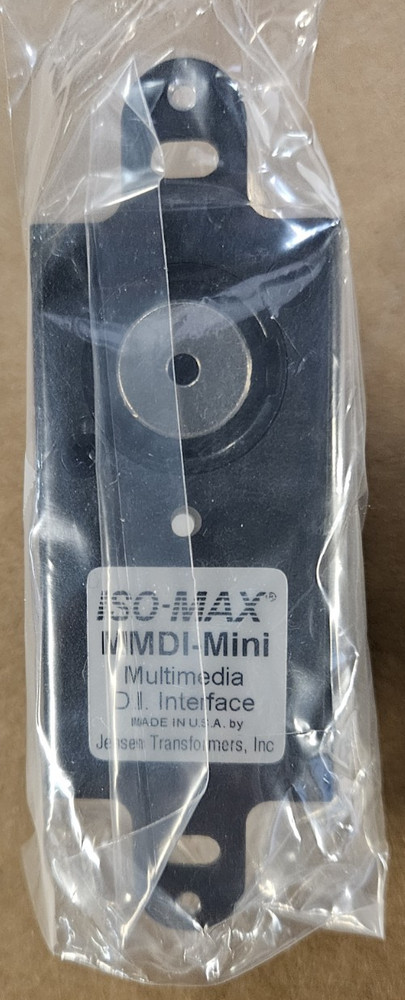 ISO-MAX®
MMDI-Mini
Multimedia
D.I. Interface
MADE IN U.S.A. by
Jensen Transformers, Inc